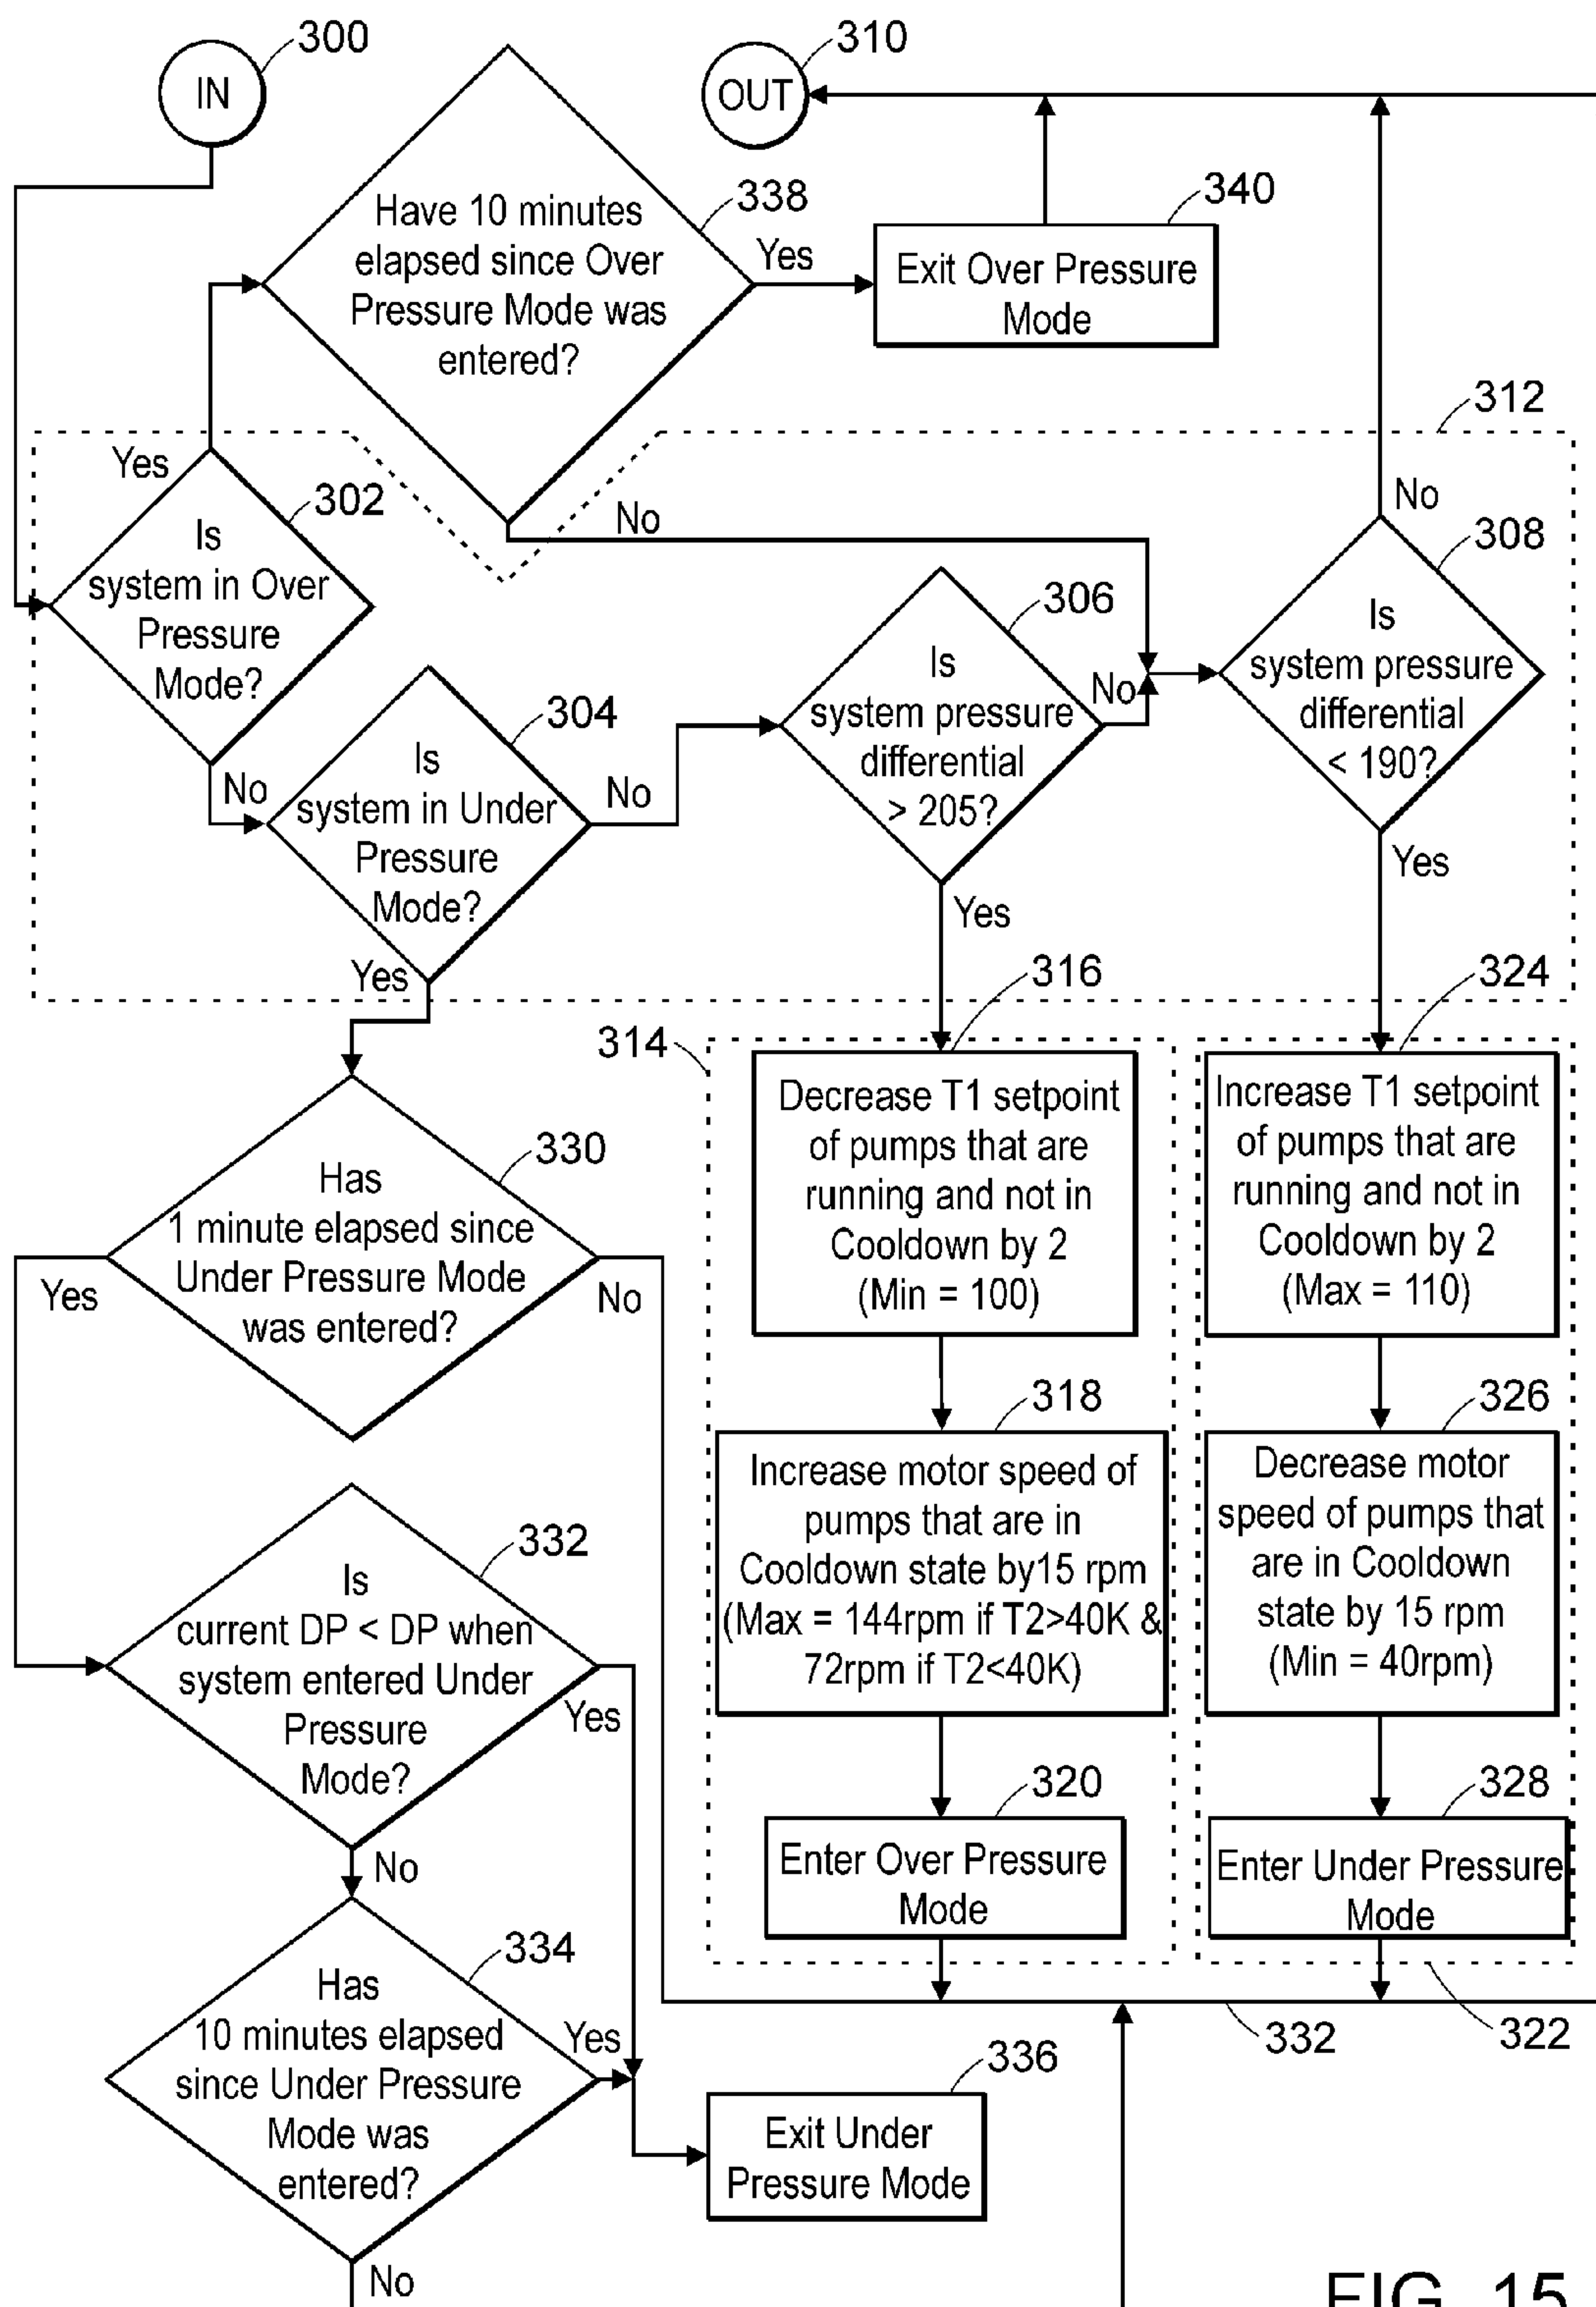 300
IN
310
OUT
338
Have 10 minutes
elapsed since Over
Pressure Mode was
entered?
Yes
340
Exit Over Pressure
Mode
312
Yes
302
Is
system in Over
Pressure
Mode?
No
No
308
Is
system pressure
differential
< 190?
No
304
Is
system in Under
Pressure
Mode?
No
306
Is
system pressure
differential
> 205?
No
Yes
Yes
Yes
314
316
Decrease T1 setpoint
of pumps that are
running and not in
Cooldown by 2
(Min = 100)
324
Increase T1 setpoint
of pumps that are
running and not in
Cooldown by 2
(Max = 110)
330
Has
1 minute elapsed since
Under Pressure Mode
was entered?
Yes
No
318
Increase motor speed of
pumps that are in
Cooldown state by15 rpm
(Max = 144rpm if T2>40K &
72rpm if T2<40K)
326
Decrease motor
speed of pumps that
are in Cooldown
state by 15 rpm
(Min = 40rpm)
332
Is
current DP < DP when
system entered Under
Pressure
Mode?
Yes
No
320
Enter Over Pressure
Mode
328
Enter Under Pressure
Mode
334
Has
10 minutes elapsed
since Under Pressure
Mode was
entered?
Yes
No
332
322
336
Exit Under
Pressure Mode
FIG. 15